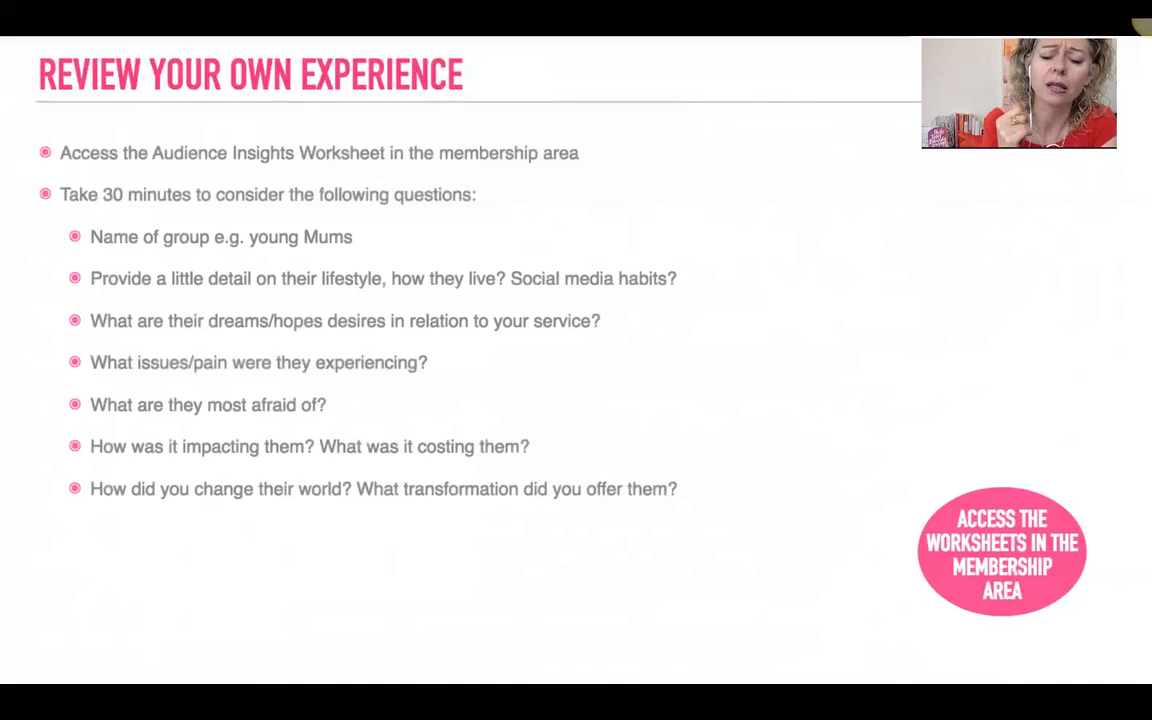 REVIEW YOUR OWN EXPERIENCE
Access the Audience Insights Worksheet in the membership area
Take 30 minutes to consider the following questions:
Name of group e.g. young Mums
Provide a little detail on their lifestyle, how they live? Social media habits?
What are their dreams/hopes desires in relation to your service?
What issues/pain were they experiencing?
What are they most afraid of?
How was it impacting them? What was it costing them?
How did you change their world? What transformation did you offer them?
ACCESS THE
WORKSHEETS IN THE
MEMBERSHIP
AREA